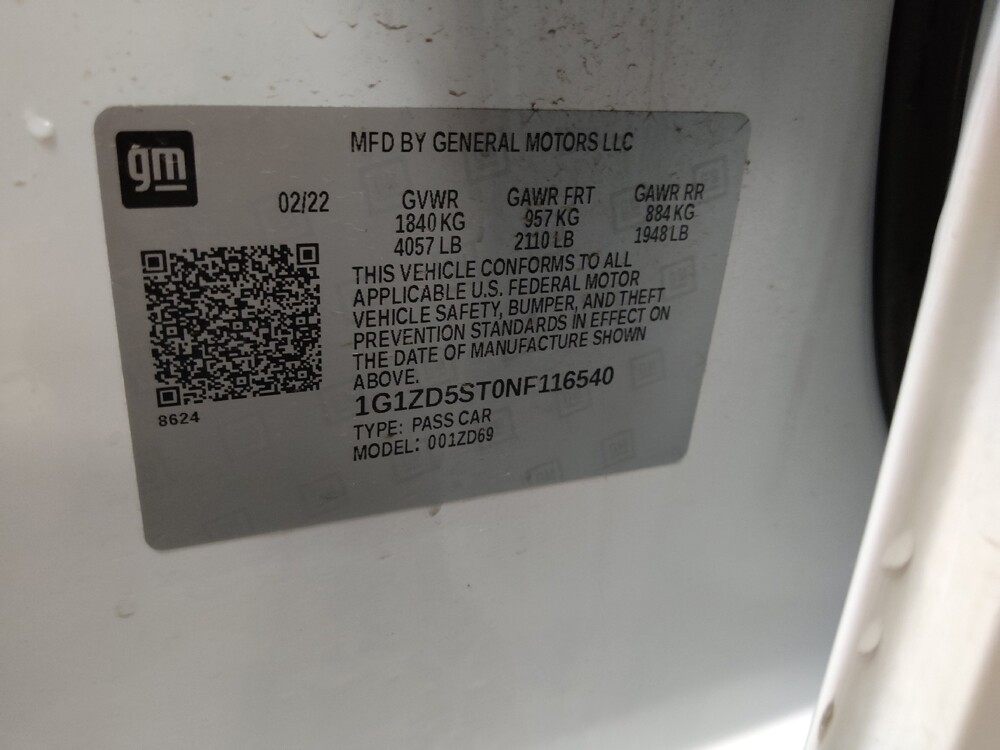 gm
MFD BY GENERAL MOTORS LLC
02/22
GVWR
1840 KG
4057 LB
GAWR FRT
957 KG
2110 LB
GAWR RR
884 KG
1948 LB
THIS VEHICLE CONFORMS TO ALL
APPLICABLE U.S. FEDERAL MOTOR
VEHICLE SAFETY, BUMPER, AND THEFT
PREVENTION STANDARDS IN EFFECT ON
THE DATE OF MANUFACTURE SHOWN
ABOVE.
1G1ZD5ST0NF116540
TYPE: PASS CAR
MODEL: 001ZD69
8624